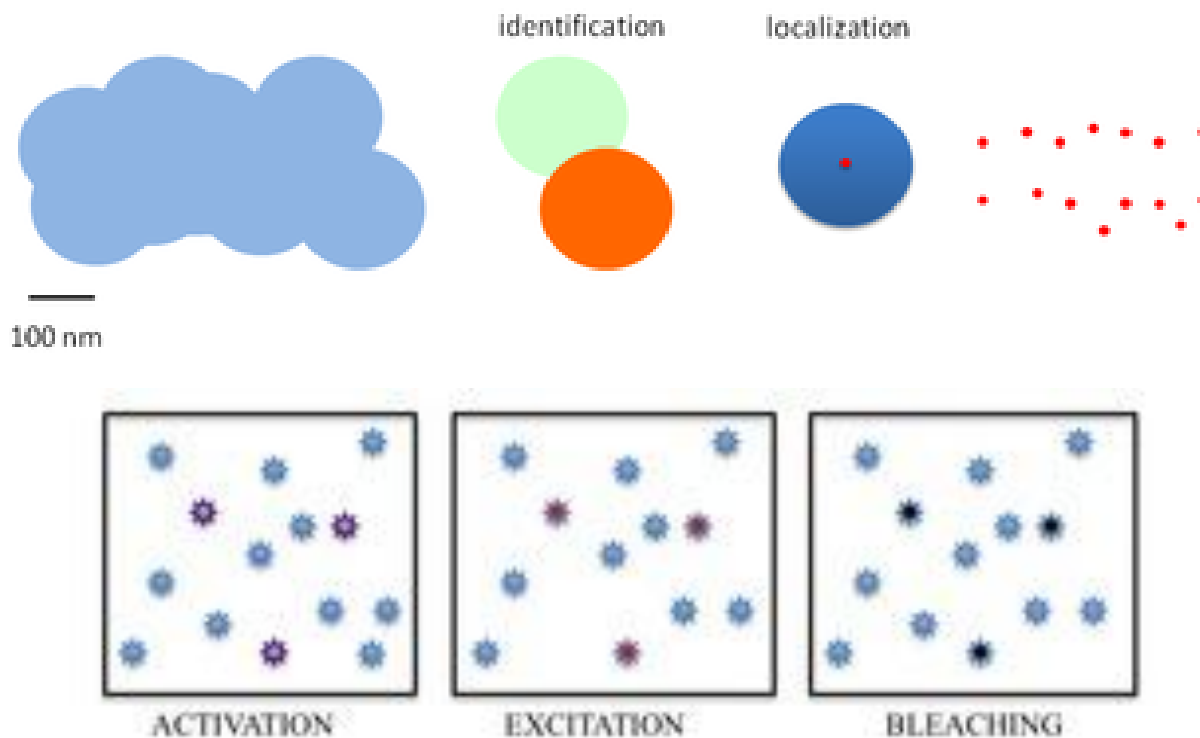 identification
localization
100 nm
ACTIVATION
EXCITATION
BLEACHING